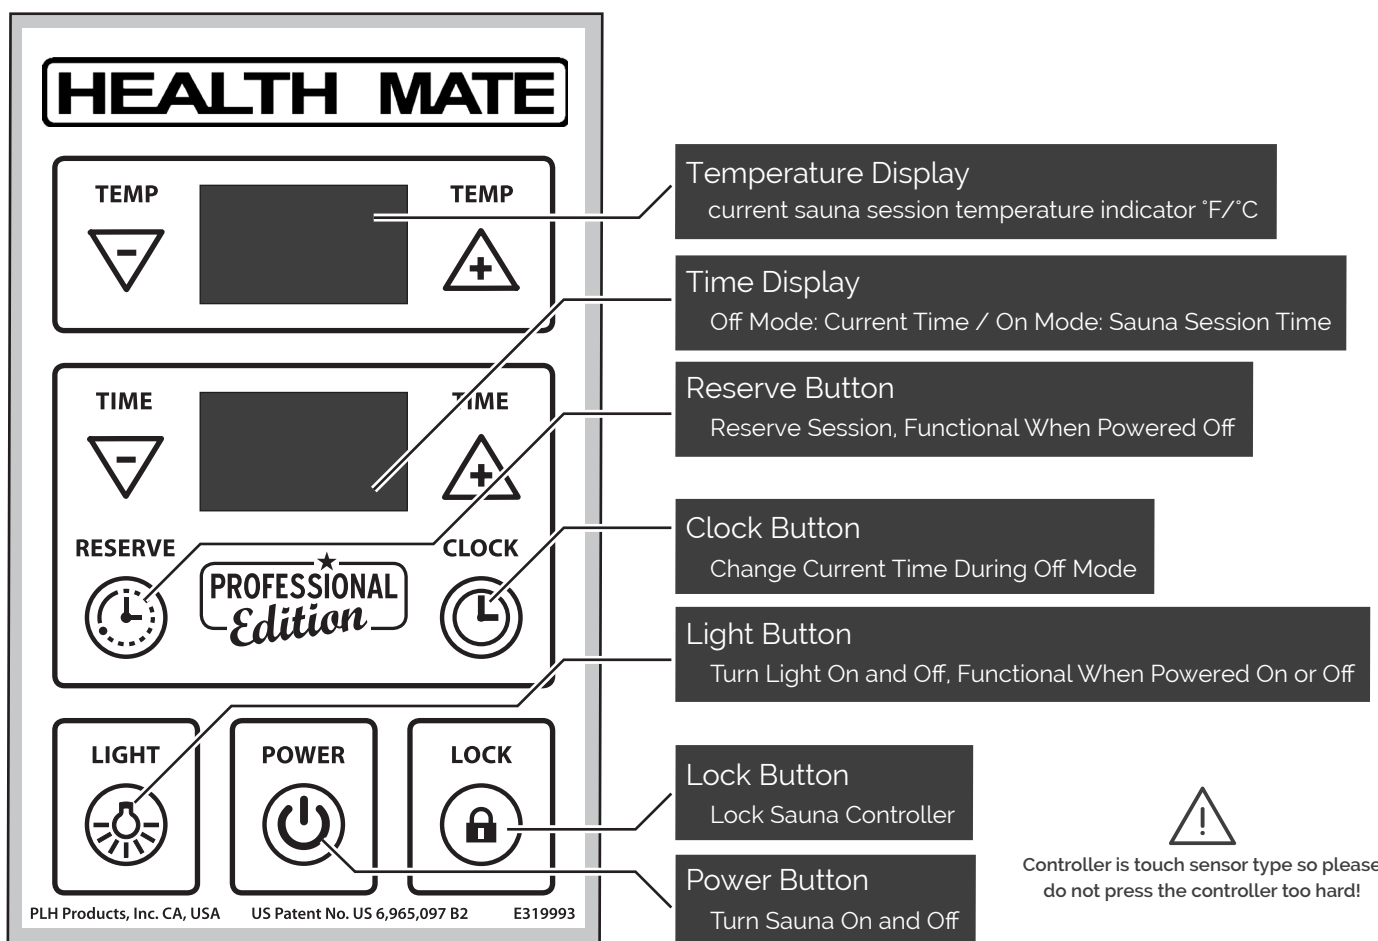 HEALTH MATE
TEMP
TEMP
-
+
TIME
TIME
-
+
RESERVE
CLOCK
PROFESSIONAL
Edition
LIGHT
POWER
LOCK
PLH Products, Inc. CA, USA
US Patent No. US 6,965,097 B2
E319993
Temperature Display
current sauna session temperature indicator °F/°C
Time Display
Off Mode: Current Time / On Mode: Sauna Session Time
Reserve Button
Reserve Session, Functional When Powered Off
Clock Button
Change Current Time During Off Mode
Light Button
Turn Light On and Off, Functional When Powered On or Off
Lock Button
Lock Sauna Controller
Power Button
Turn Sauna On and Off
!
Controller is touch sensor type so please
do not press the controller too hard!